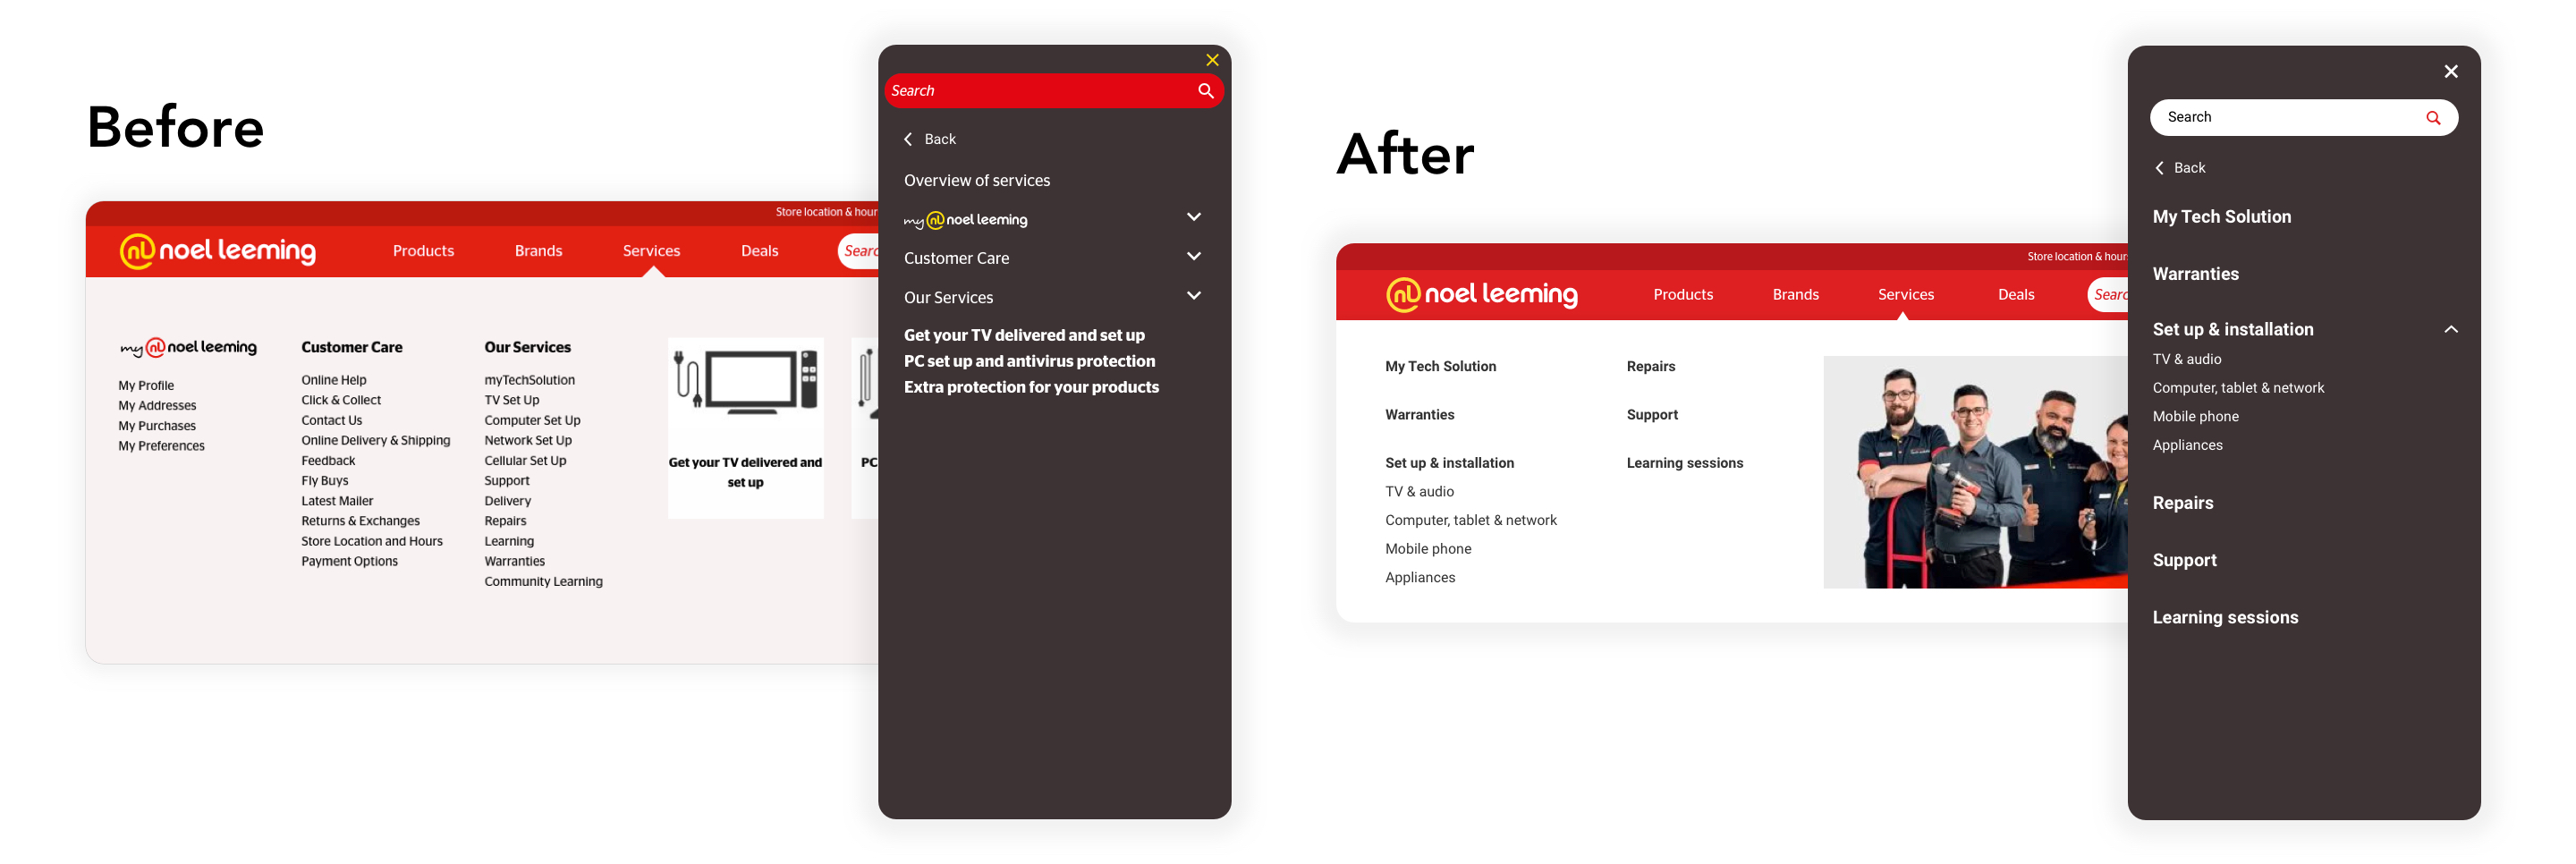 Before
Store location & hour
noel leeming
Products
Brands
Services
Deals
Searc
my nl noel leeming
My Profile
My Addresses
My Purchases
My Preferences
Customer Care
Online Help
Click & Collect
Contact Us
Online Delivery & Shipping
Feedback
Fly Buys
Latest Mailer
Returns & Exchanges
Store Location and Hours
Payment Options
Our Services
myTechSolution
TV Set Up
Computer Set Up
Network Set Up
Cellular Set Up
Support
Delivery
Repairs
Learning
Warranties
Community Learning
Get your TV delivered and
set up
PC
Search
Back
Overview of services
my nl noel leeming
Customer Care
Our Services
Get your TV delivered and set up
PC set up and antivirus protection
Extra protection for your products
After
Store location & hour
nl noel leeming
Products
Brands
Services
Deals
Searc
My Tech Solution
Warranties
Set up & installation
TV & audio
Computer, tablet & network
Mobile phone
Appliances
Repairs
Support
Learning sessions
Search
Back
My Tech Solution
Warranties
Set up & installation
TV & audio
Computer, tablet & network
Mobile phone
Appliances
Repairs
Support
Learning sessions